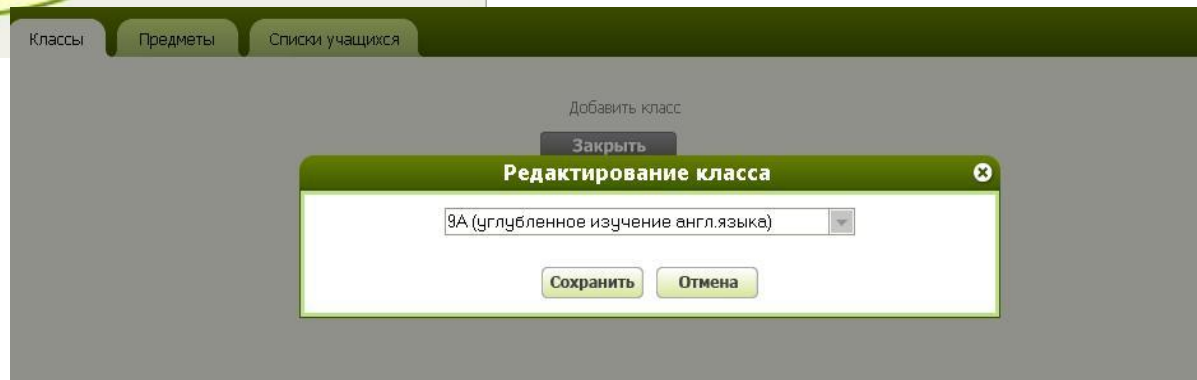 Классы Предметы Списки учащихся
Добавить класс
Закрыть
Редактирование класса
9А (углубленное изучение англ.языка)
Сохранить Отмена